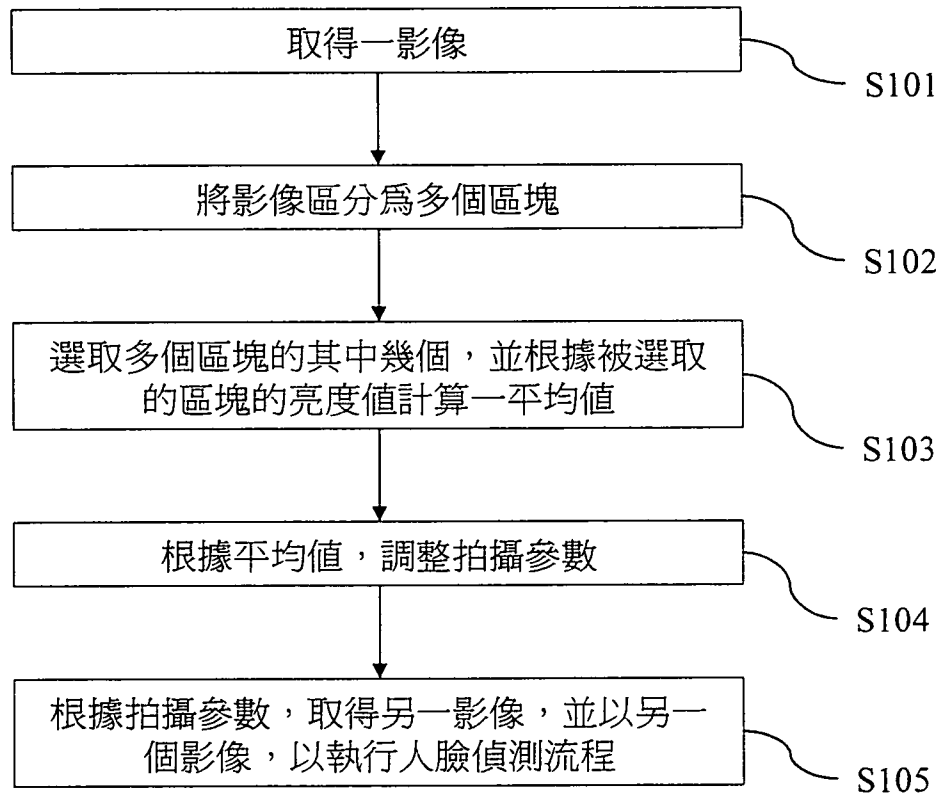 取得一影像
S101
將影像區分爲多個區塊
S102
選取多個區塊的其中幾個，並根據被選取
的區塊的亮度值計算一平均值
S103
根據平均值，調整拍攝參數
S104
根據拍攝參數，取得另一影像，並以另一
個影像，以執行人臉偵測流程
S105